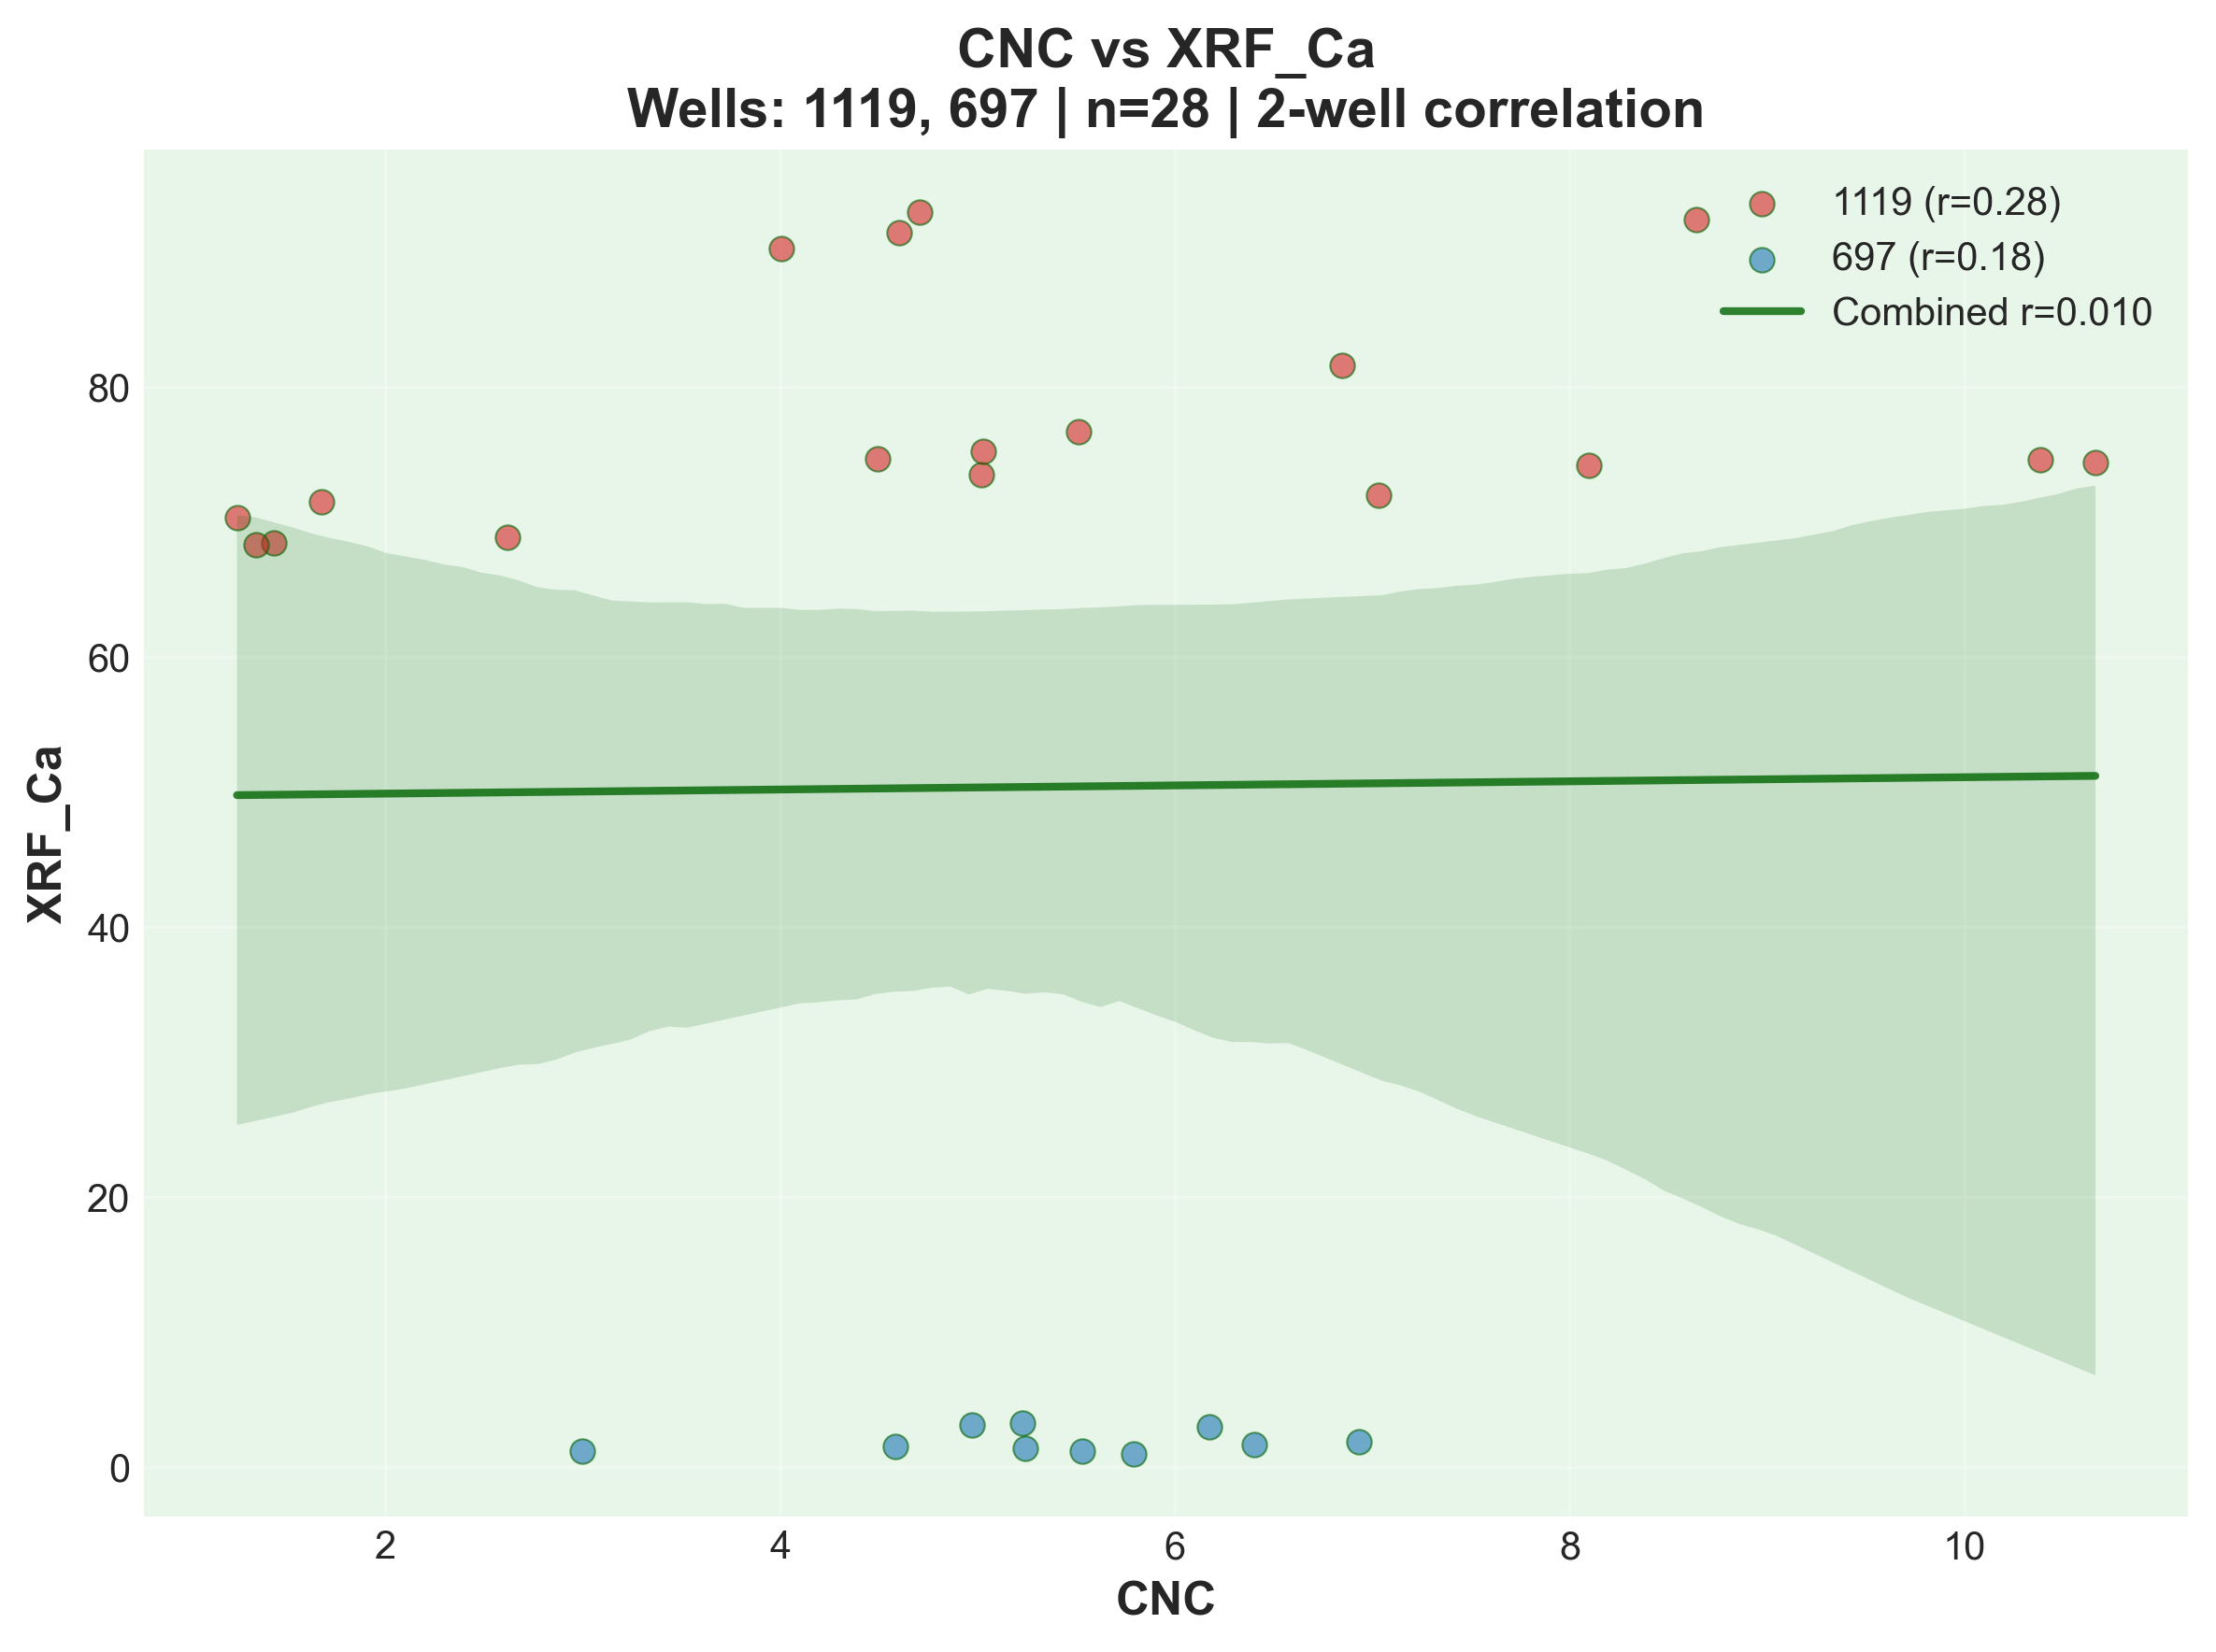 CNC vs XRF_Ca
Wells: 1119, 697 | n=28 | 2-well correlation
1119 (r=0.28)
697 (r=0.18)
Combined r=0.010
XRF_Ca
80
60
40
20
0
2 4 6 8 10
CNC